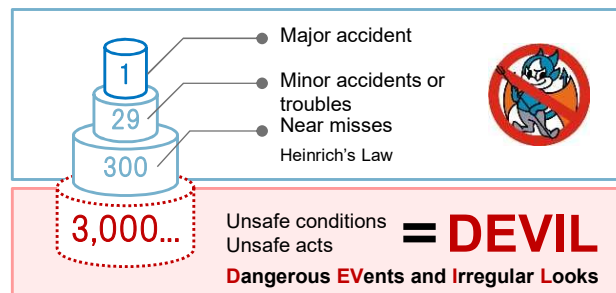 1
Major accident
29
Minor accidents or
troubles
300
Near misses
Heinrich's Law
3,000...
Unsafe conditions
Unsafe acts
= DEVIL
Dangerous EVents and Irregular Looks